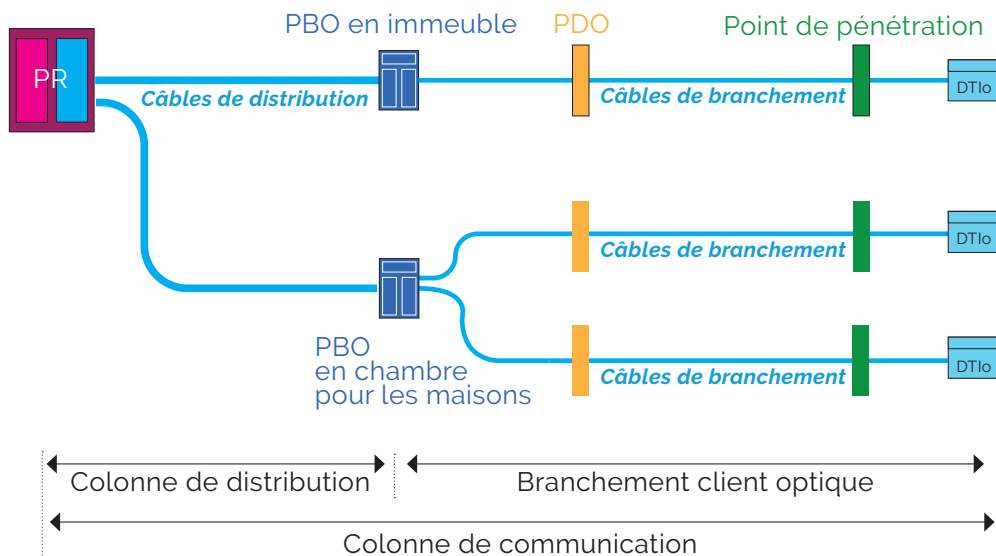 PBO en immeuble
PDO
Point de pénétration
PR
Câbles de distribution
Câbles de branchement
DTIo
Câbles de branchement
DTIo
PBO
en chambre
pour les maisons
Câbles de branchement
DTIo
Colonne de distribution
Branchement client optique
Colonne de communication